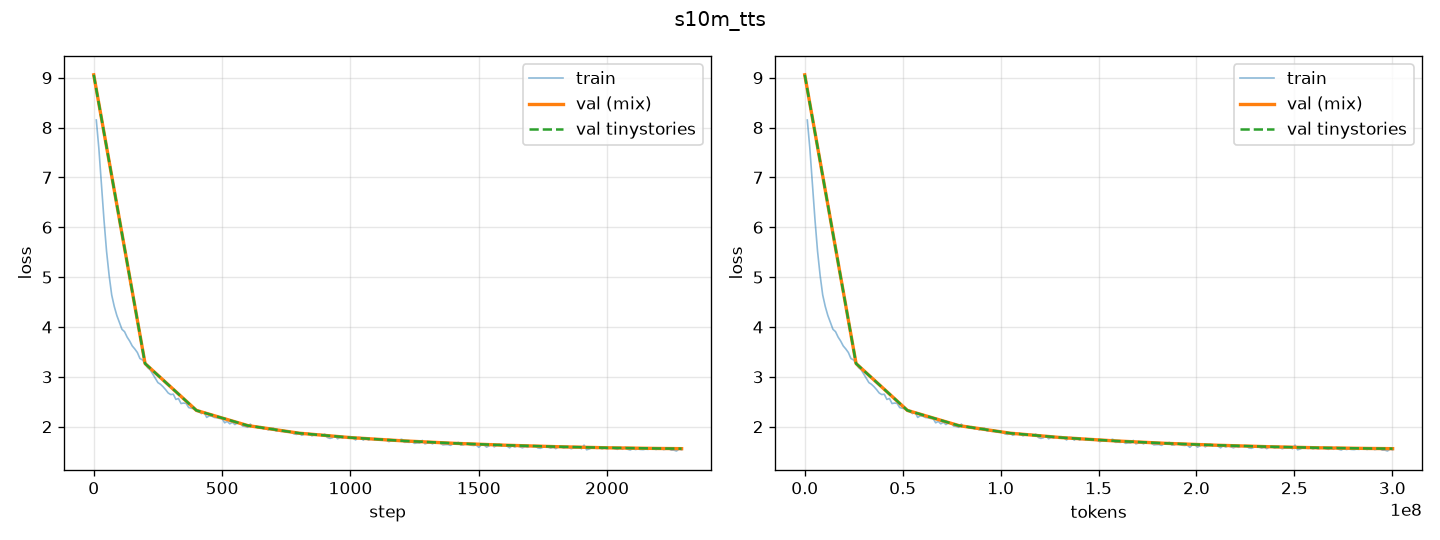 s10m_tts
9
8
7
6
5
4
3
2
loss
0
500
1000
1500
2000
step
train
val (mix)
val tinystories
9
8
7
6
5
4
3
2
loss
0.0
0.5
1.0
1.5
2.0
2.5
3.0
1e8
tokens
train
val (mix)
val tinystories